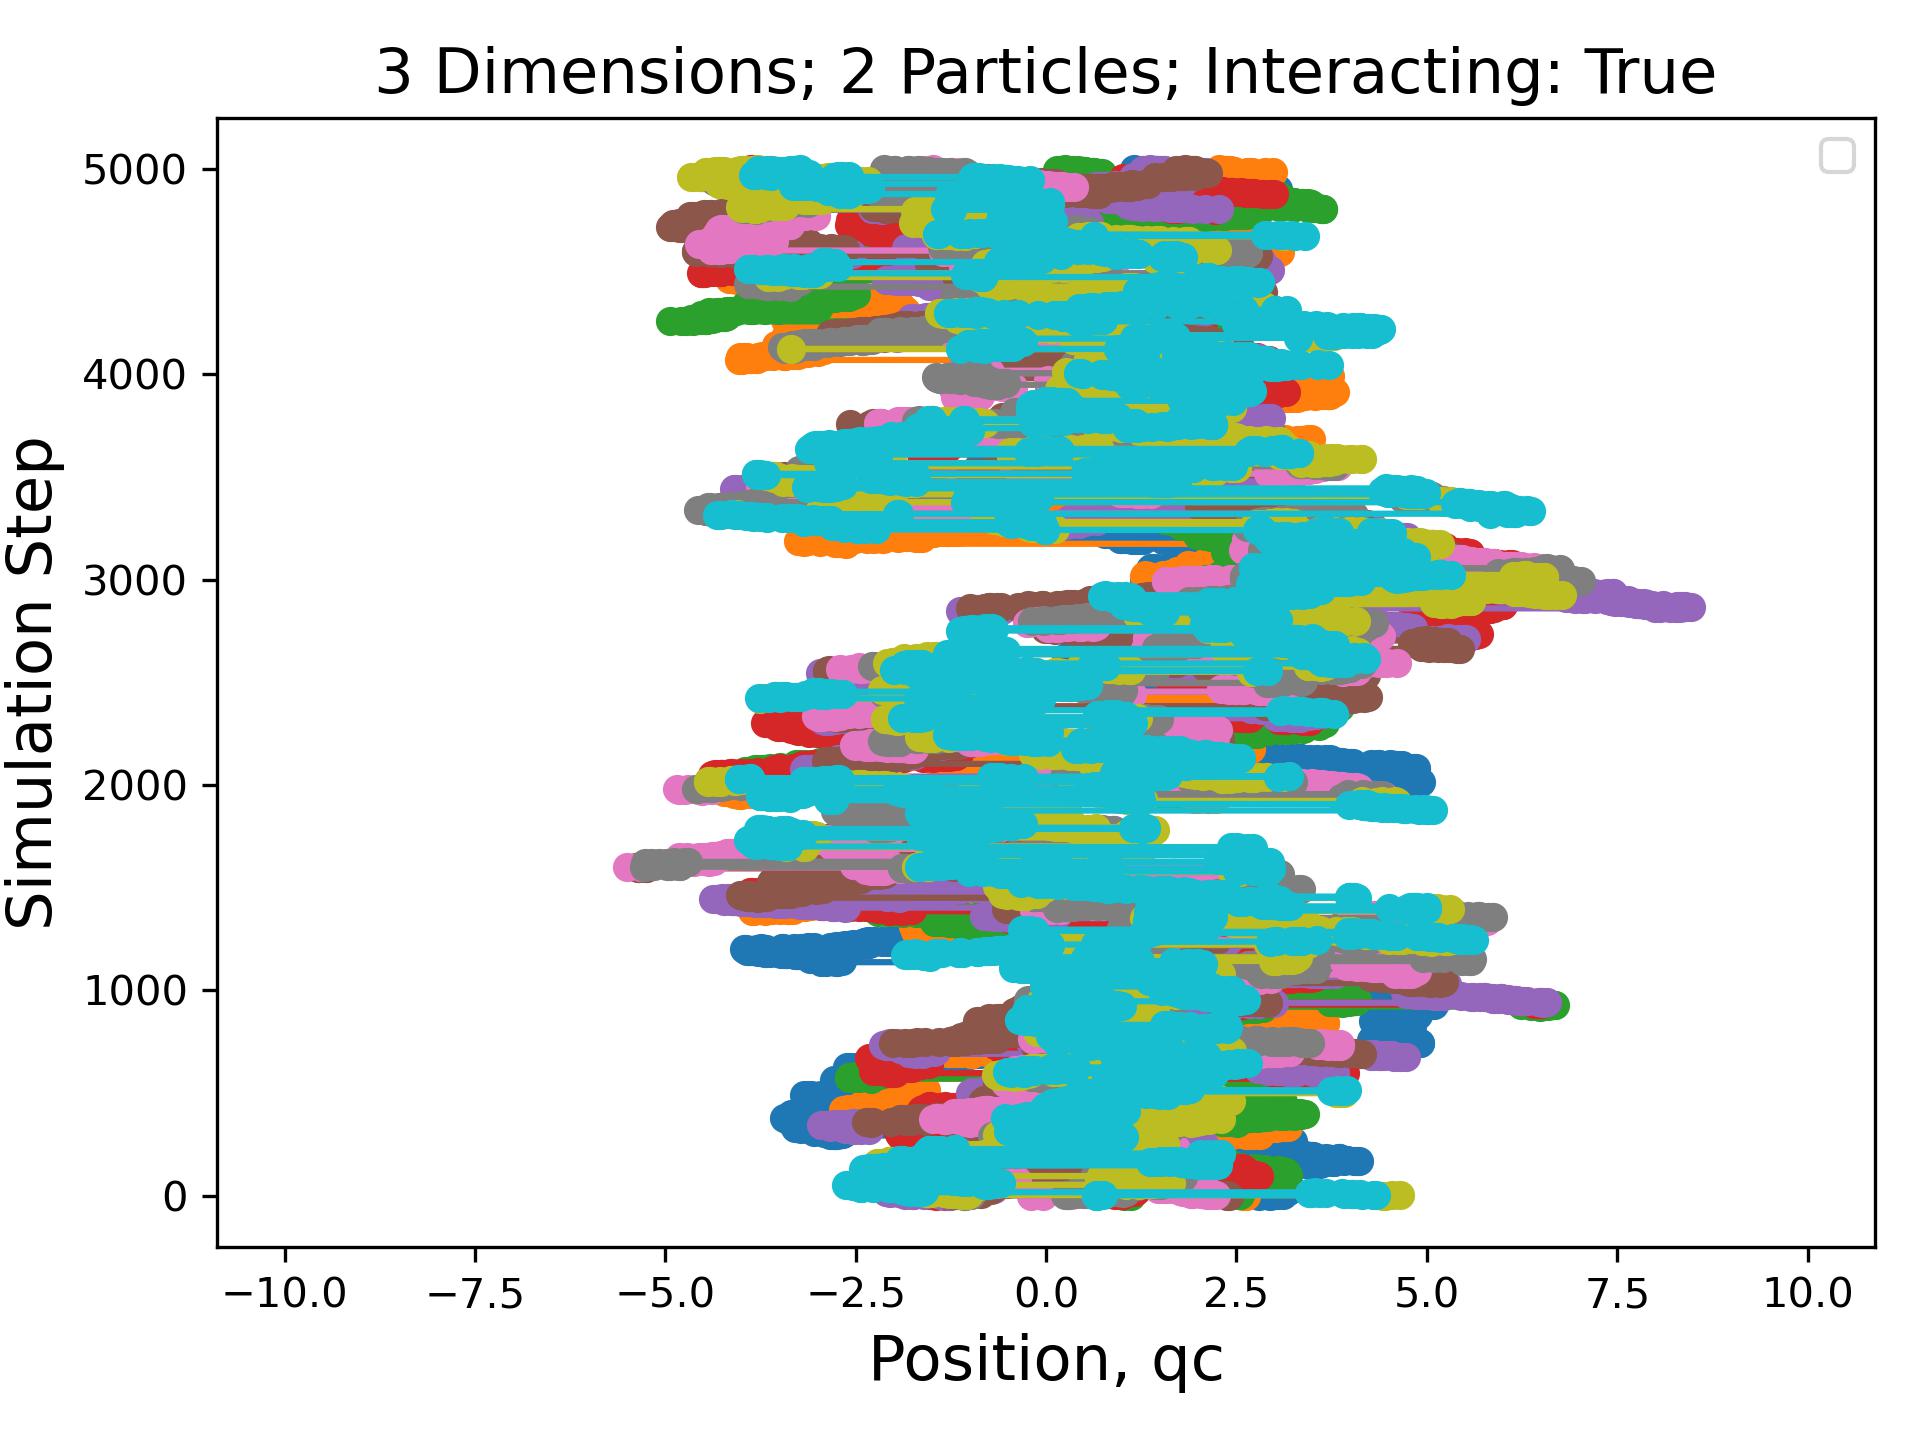 3 Dimensions; 2 Particles; Interacting: True
Simulation Step
5000
4000
3000
2000
1000
0
−10.0 −7.5 −5.0 −2.5 0.0 2.5 5.0 7.5 10.0
Position, qc